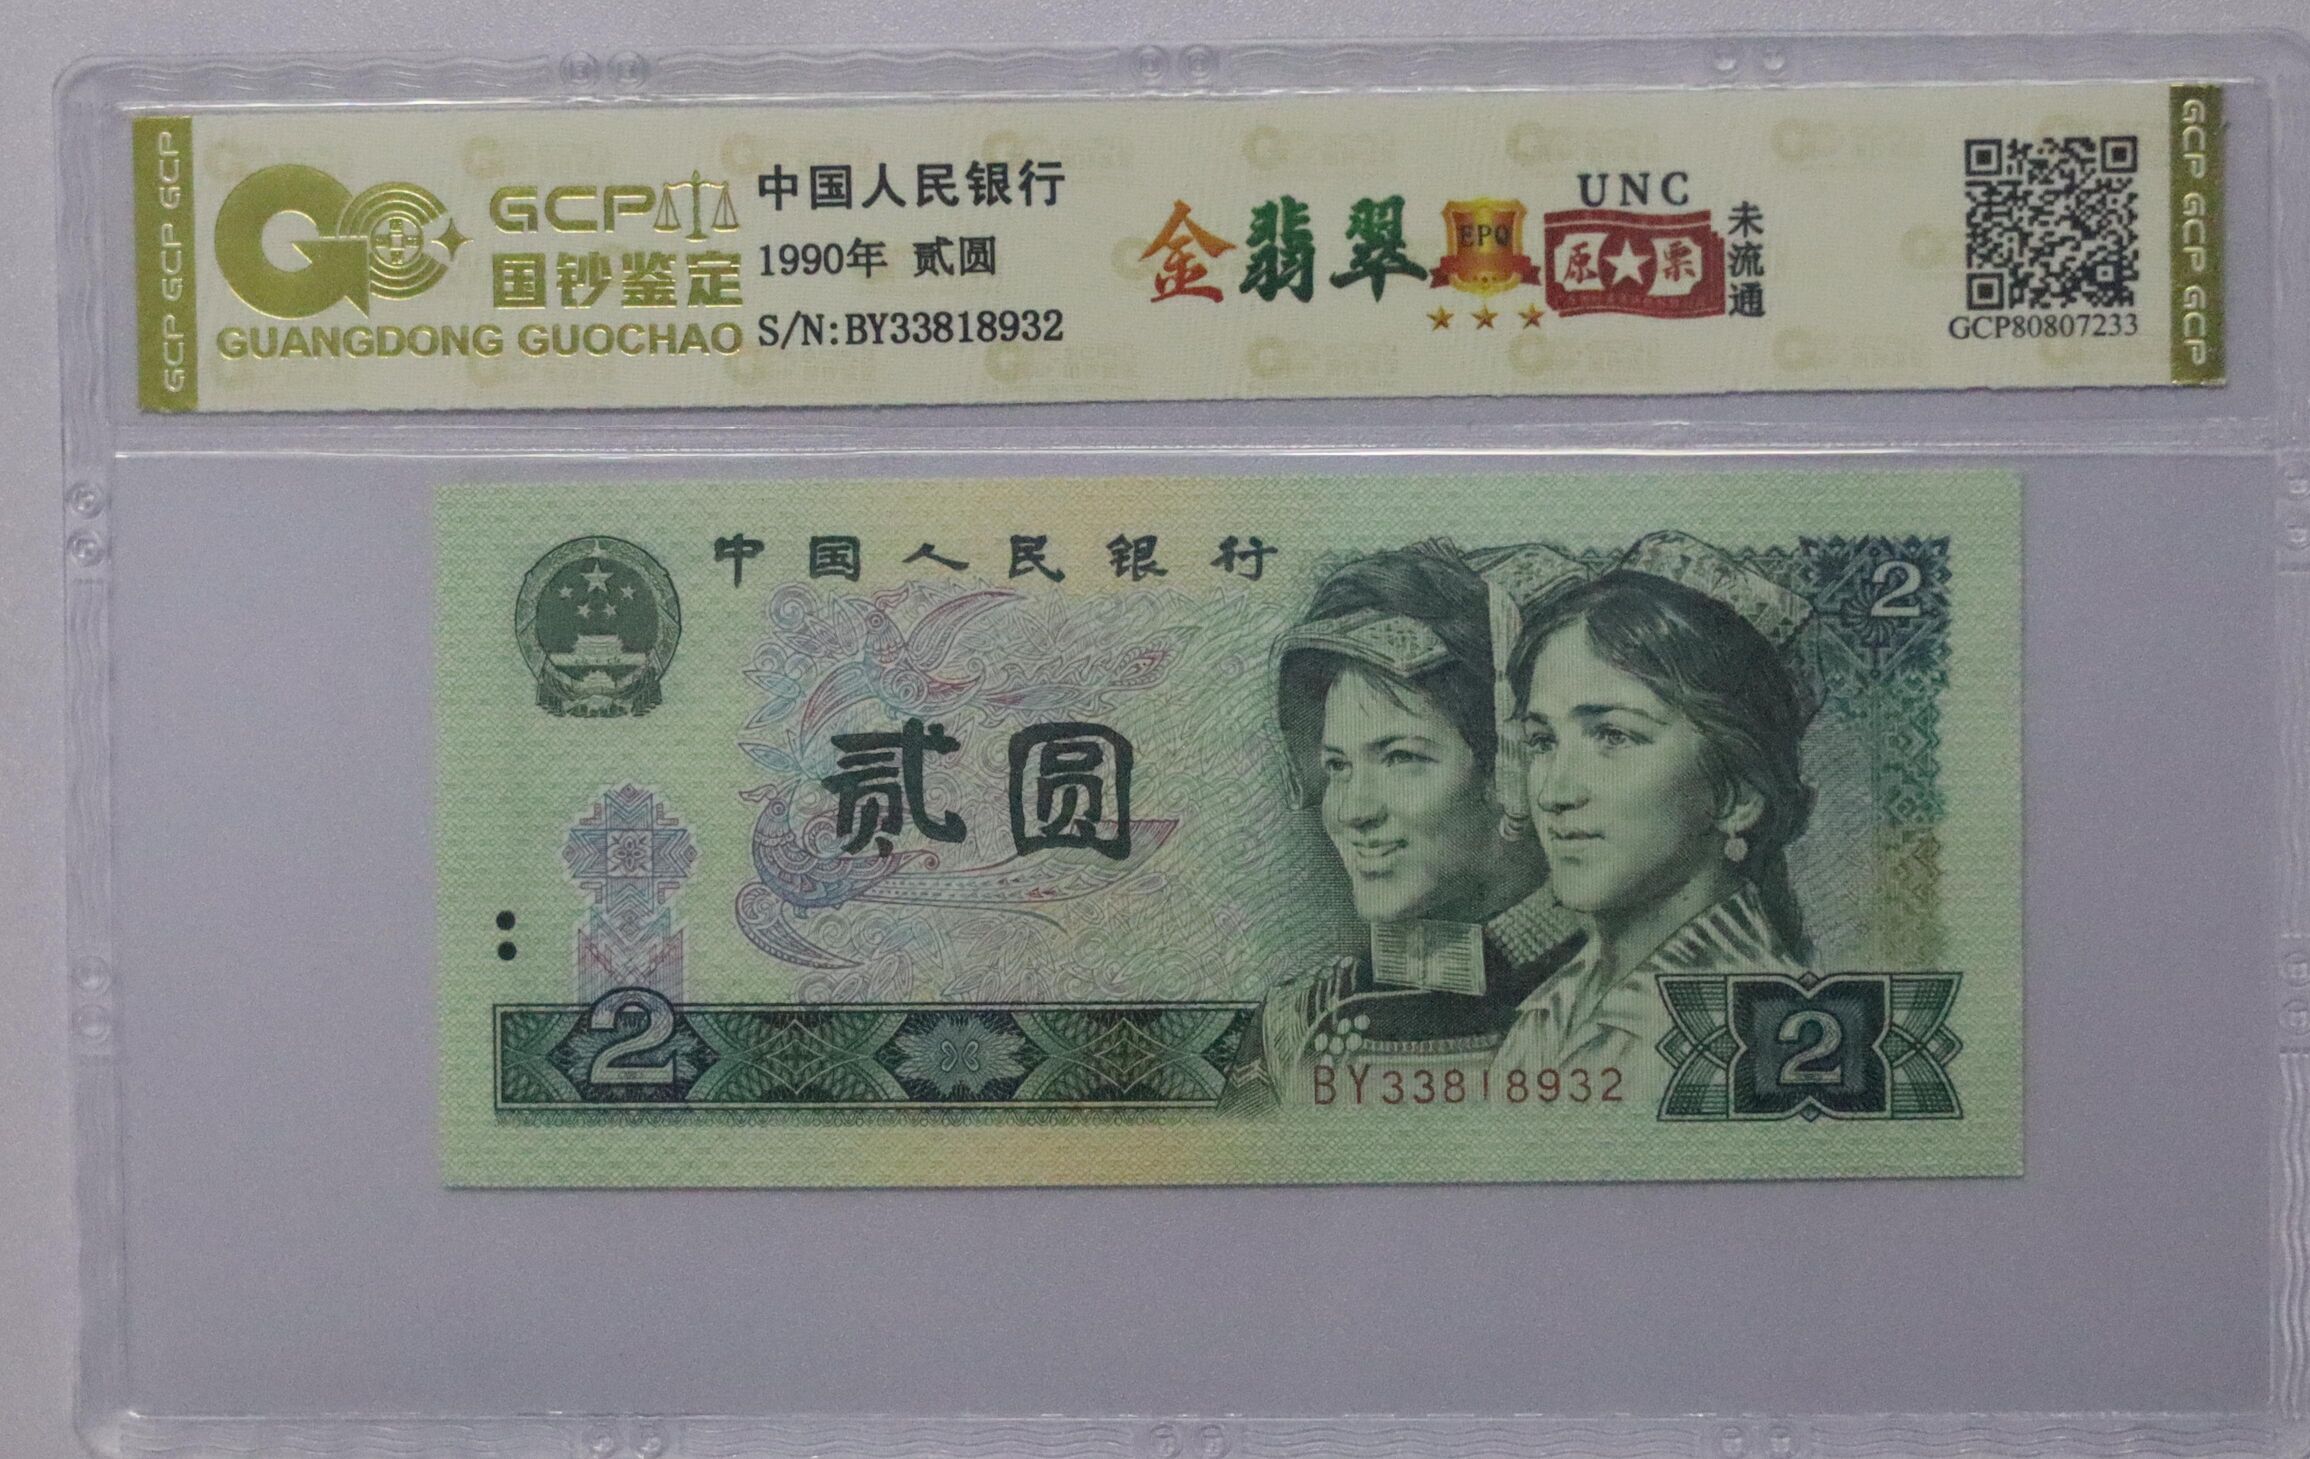 GCP GCP GCP
GCP
国钞鉴定
GUANGDONG GUOCHAO
中国人民银行
1990年 贰圆
S/N:BY33818932
金翡翠
EPQ
UNC
原票
未流通
GCP80807233
GCP GCP GCP
中国人民银行
2
贰圆
2
BY33818932
2